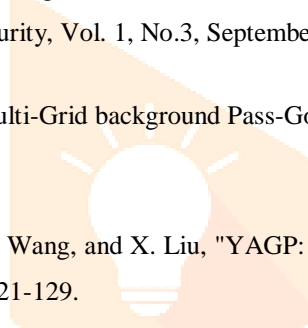 urity, Vol. 1, No.3, Septembe
ulti-Grid background Pass-Go
Wang, and X. Liu, "YAGP:
21-129.